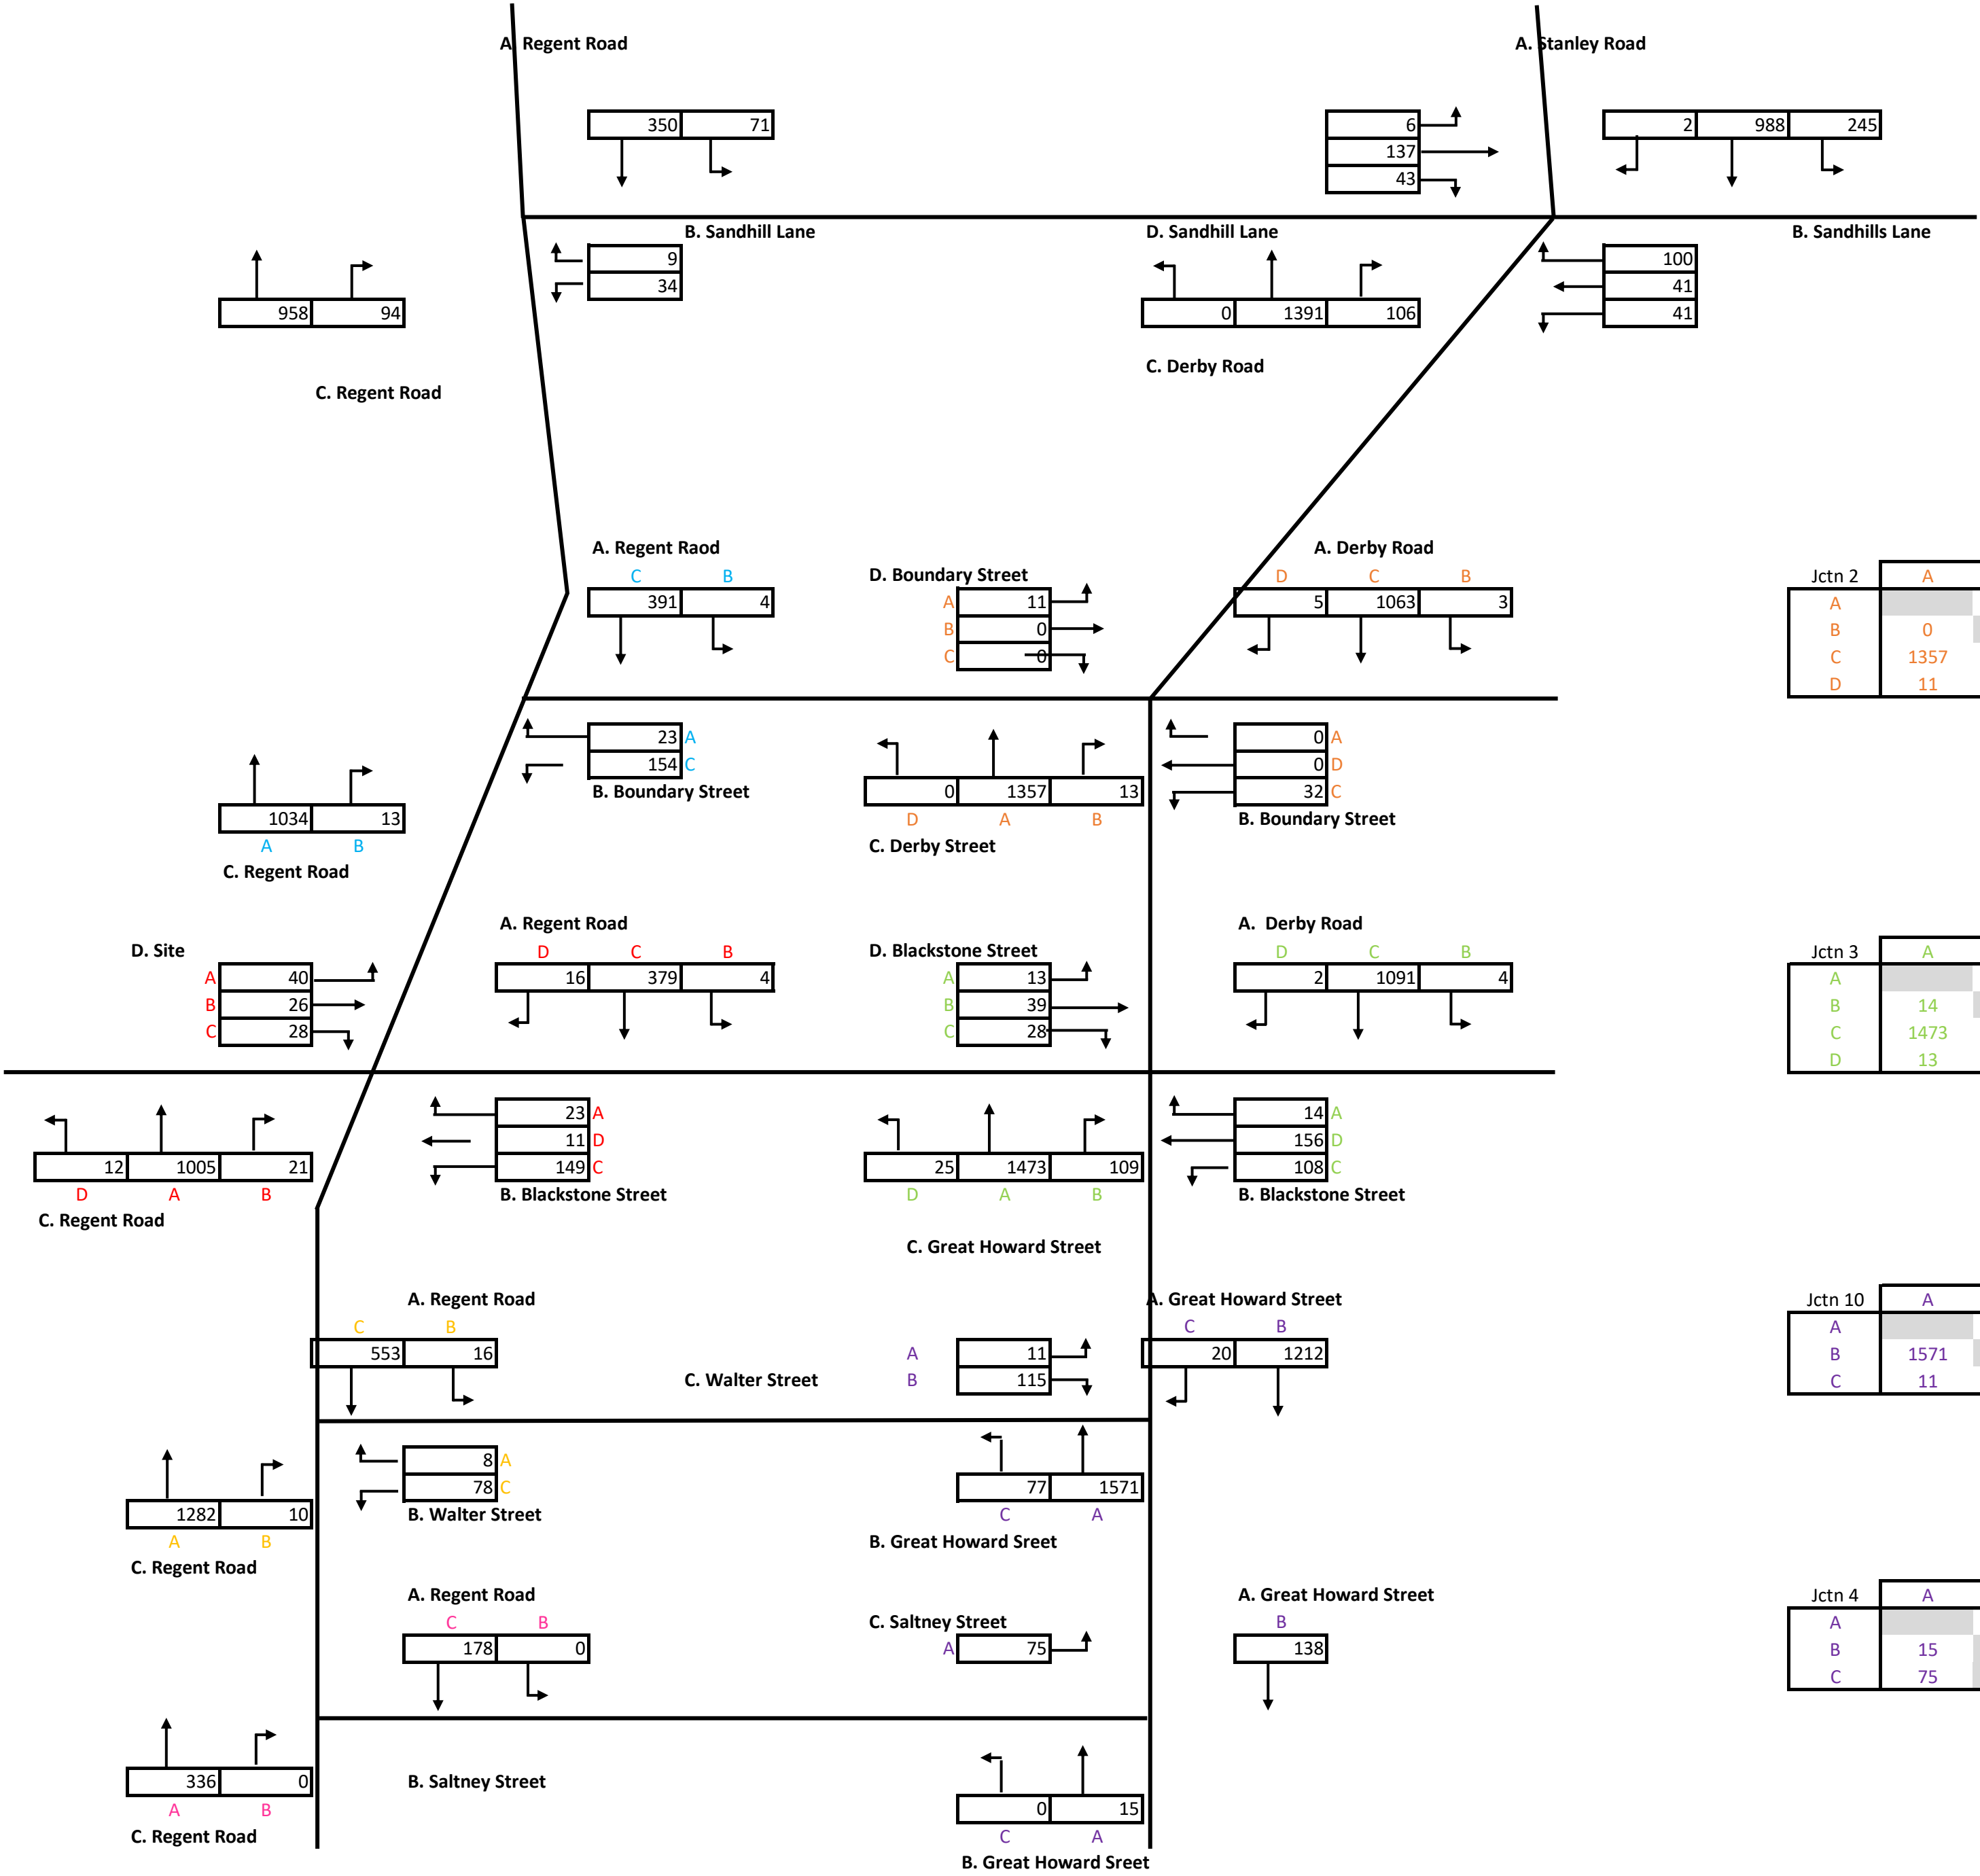 A. Regent Road
A. Stanley Road
350 71
6
137
43
2 988 245
B. Sandhill Lane
D. Sandhill Lane
B. Sandhills Lane
9
34
958 94
0 1391 106
100
41
41
C. Derby Road
C. Regent Road
A. Regent Raod
C B
391 4
D. Boundary Street
A 11
B 0
C 0
A. Derby Road
D C B
5 1063 3
Jctn 2 A
A
B 0
C 1357
D 11
23 A
154 C
B. Boundary Street
0 1357 13
D A B
C. Derby Street
0 A
0 D
32 C
B. Boundary Street
1034 13
A B
C. Regent Road
D. Site
A 40
B 26
C 28
A. Regent Road
D C B
16 379 4
D. Blackstone Street
A 13
B 39
C 28
A. Derby Road
D C B
2 1091 4
Jctn 3 A
A
B 14
C 1473
D 13
12 1005 21
D A B
C. Regent Road
23 A
11 D
149 C
B. Blackstone Street
25 1473 109
D A B
C. Great Howard Street
14 A
156 D
108 C
B. Blackstone Street
A. Regent Road
C B
553 16
C. Walter Street
A 11
B 115
A. Great Howard Street
C B
20 1212
Jctn 10 A
A
B 1571
C 11
1282 10
A B
C. Regent Road
8 A
78 C
B. Walter Street
77 1571
C A
B. Great Howard Sreet
A. Regent Road
C B
178 0
C. Saltney Street
A 75
A. Great Howard Street
B
138
Jctn 4 A
A
B 15
C 75
336 0
A B
C. Regent Road
B. Saltney Street
0 15
C A
B. Great Howard Sreet